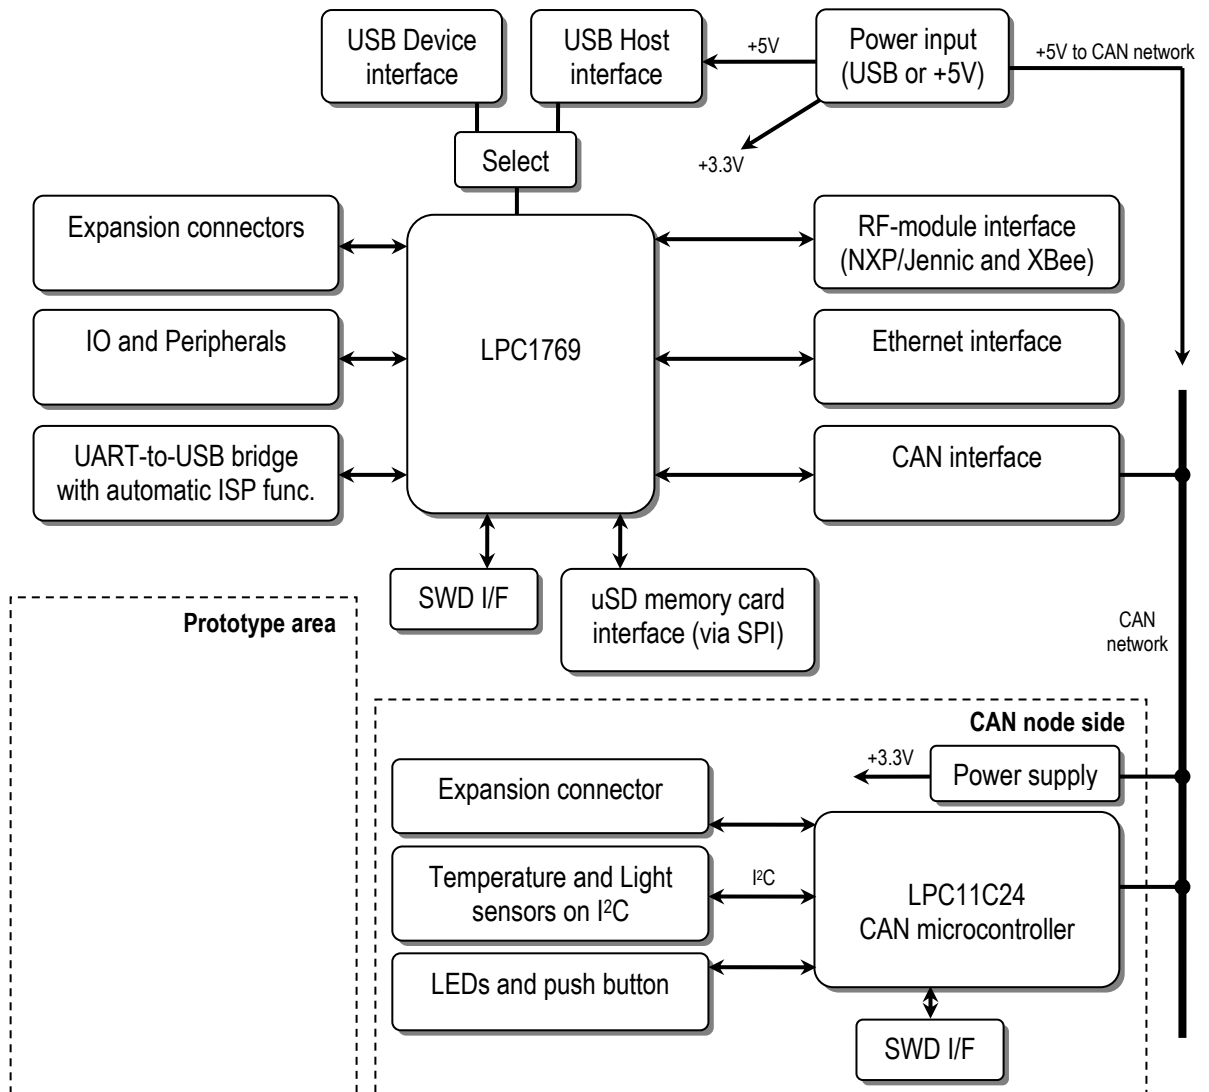 USB Device
interface
USB Host
interface
+5V
Power input
(USB or +5V)
+5V to CAN network
Select
+3.3V
Expansion connectors
RF-module interface
(NXP/Jennic and XBee)
IO and Peripherals
LPC1769
Ethernet interface
UART-to-USB bridge
with automatic ISP func.
CAN interface
SWD I/F
uSD memory card
interface (via SPI)
Prototype area
CAN
network
CAN node side
+3.3V
Power supply
Expansion connector
Temperature and Light
sensors on I²C
I²C
LPC11C24
CAN microcontroller
LEDs and push button
SWD I/F